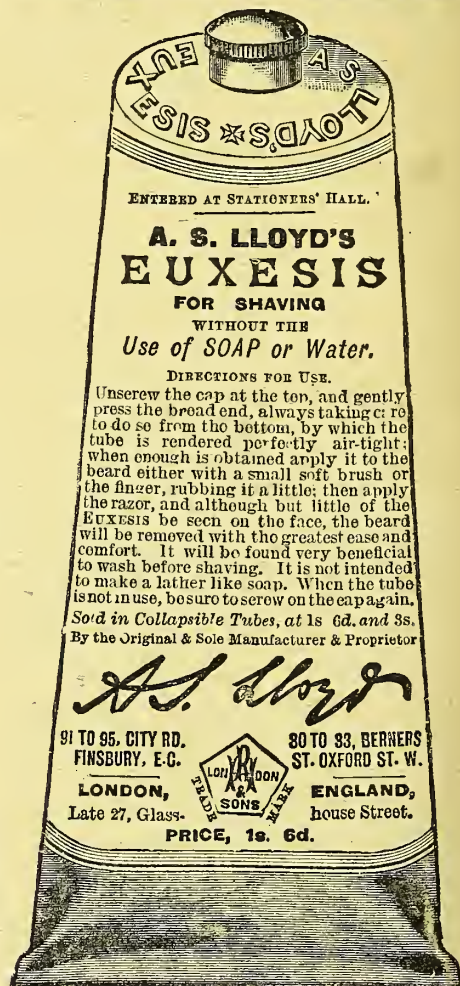 A. S. LLOYD'S ✠ EUXESIS
ENTERED AT STATIONERS' HALL.
A. S. LLOYD'S
EUXESIS
FOR SHAVING
WITHOUT THE
Use of SOAP or Water.
DIRECTIONS FOR USE.
Unscrew the cap at the top, and gently
press the broad end, always taking care
to do so from the bottom, by which the
tube is rendered perfectly air-tight;
when enough is obtained apply it to the
beard either with a small soft brush or
the finger, rubbing it a little; then apply
the razor, and although but little of the
EUXESIS be seen on the face, the beard
will be removed with the greatest ease and
comfort. It will be found very beneficial
to wash before shaving. It is not intended
to make a lather like soap. When the tube
is not in use, be sure to screw on the cap again.
Sold in Collapsible Tubes, at 1s 6d. and 3s.
By the Original & Sole Manufacturer & Proprietor
A. S. Lloyd
91 TO 95, CITY RD.
FINSBURY, E.C.
80 TO 83, BERNERS
ST. OXFORD ST. W.
LONDON
& SONS
TRADE MARK
LONDON,
Late 27, Glass-
ENGLAND,
house Street.
PRICE, 1s. 6d.